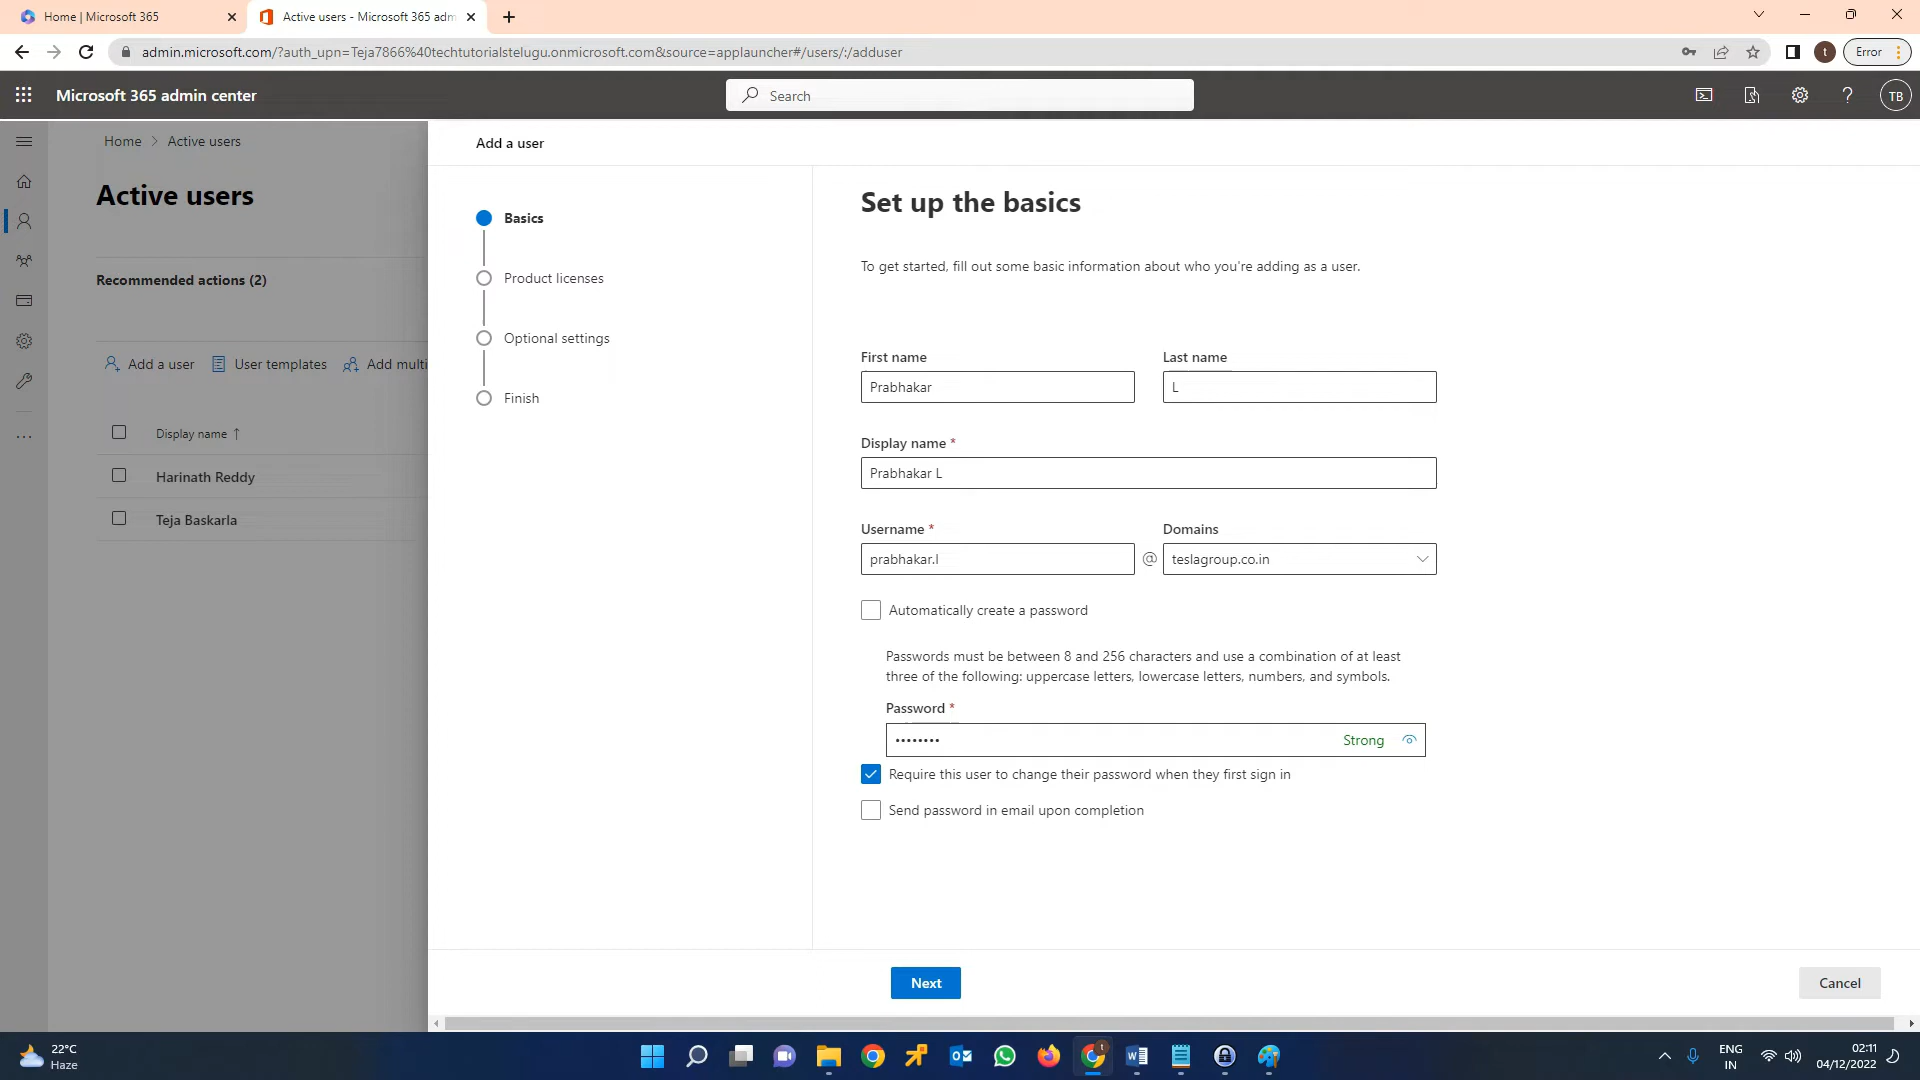 Home | Microsoft 365
Active users - Microsoft 365 adm
admin.microsoft.com/?auth_upn=Teja7866%40techtutorialstelugu.onmicrosoft.com&source=applauncher#/users/:/adduser
t
Error
Microsoft 365 admin center
Search
TB
Home > Active users
Add a user
Active users
Recommended actions (2)
Add a user
User templates
Add multi
Display name ↑
Harinath Reddy
Teja Baskarla
Basics
Product licenses
Optional settings
Finish
Set up the basics
To get started, fill out some basic information about who you're adding as a user.
First name
Last name
Prabhakar
L
Display name *
Prabhakar L
Username *
Domains
prabhakar.l
@
teslagroup.co.in
Automatically create a password
Passwords must be between 8 and 256 characters and use a combination of at least
three of the following: uppercase letters, lowercase letters, numbers, and symbols.
Password *
••••••••
Strong
Require this user to change their password when they first sign in
Send password in email upon completion
Next
Cancel
22°C
Haze
ENG
IN
02:11
04/12/2022